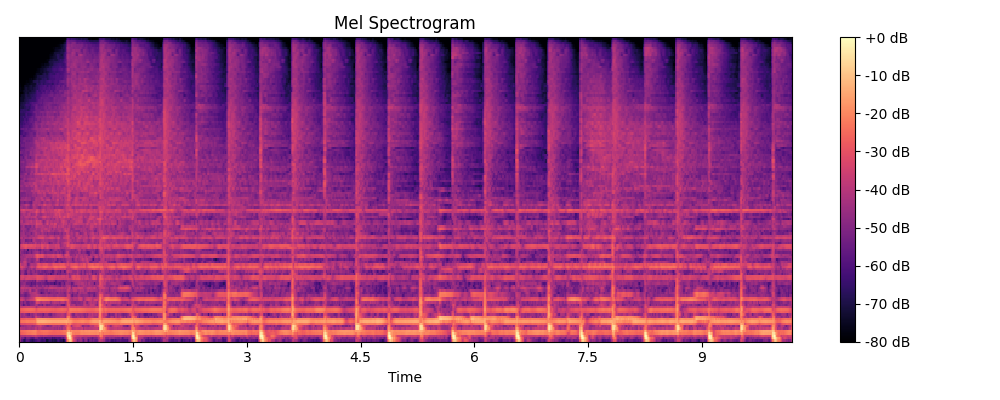 Mel Spectrogram
+0 dB
-10 dB
-20 dB
-30 dB
-40 dB
-50 dB
-60 dB
-70 dB
-80 dB
0 1.5 3 4.5 6 7.5 9
Time